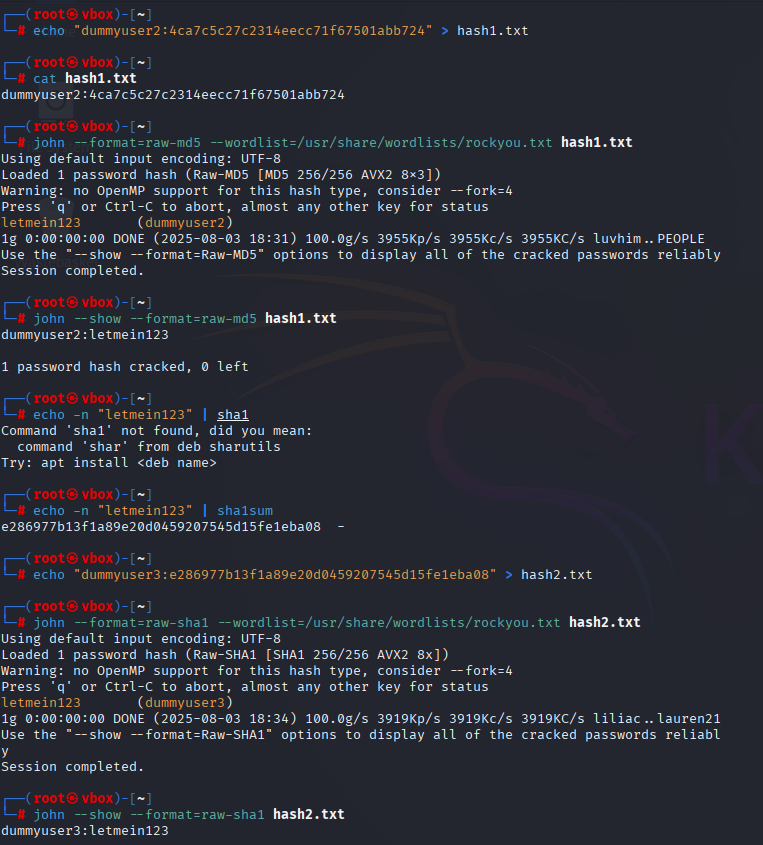 ┌──(root㉿vbox)-[~]
└─# echo "dummyuser2:4ca7c5c27c2314eecc71f67501abb724" > hash1.txt
┌──(root㉿vbox)-[~]
└─# cat hash1.txt
dummyuser2:4ca7c5c27c2314eecc71f67501abb724
┌──(root㉿vbox)-[~]
└─# john --format=raw-md5 --wordlist=/usr/share/wordlists/rockyou.txt hash1.txt
Using default input encoding: UTF-8
Loaded 1 password hash (Raw-MD5 [MD5 256/256 AVX2 8×3])
Warning: no OpenMP support for this hash type, consider --fork=4
Press 'q' or Ctrl-C to abort, almost any other key for status
letmein123       (dummyuser2)
1g 0:00:00:00 DONE (2025-08-03 18:31) 100.0g/s 3955Kp/s 3955Kc/s 3955KC/s luvhim..PEOPLE
Use the "--show --format=Raw-MD5" options to display all of the cracked passwords reliably
Session completed.
┌──(root㉿vbox)-[~]
└─# john --show --format=raw-md5 hash1.txt
dummyuser2:letmein123
1 password hash cracked, 0 left
┌──(root㉿vbox)-[~]
└─# echo -n "letmein123" | sha1
Command 'sha1' not found, did you mean:
  command 'shar' from deb sharutils
Try: apt install <deb name>
┌──(root㉿vbox)-[~]
└─# echo -n "letmein123" | sha1sum
e286977b13f1a89e20d0459207545d15fe1eba08  -
┌──(root㉿vbox)-[~]
└─# echo "dummyuser3:e286977b13f1a89e20d0459207545d15fe1eba08" > hash2.txt
┌──(root㉿vbox)-[~]
└─# john --format=raw-sha1 --wordlist=/usr/share/wordlists/rockyou.txt hash2.txt
Using default input encoding: UTF-8
Loaded 1 password hash (Raw-SHA1 [SHA1 256/256 AVX2 8x])
Warning: no OpenMP support for this hash type, consider --fork=4
Press 'q' or Ctrl-C to abort, almost any other key for status
letmein123       (dummyuser3)
1g 0:00:00:00 DONE (2025-08-03 18:34) 100.0g/s 3919Kp/s 3919Kc/s 3919KC/s liliac..lauren21
Use the "--show --format=Raw-SHA1" options to display all of the cracked passwords reliabl
y
Session completed.
┌──(root㉿vbox)-[~]
└─# john --show --format=raw-sha1 hash2.txt
dummyuser3:letmein123